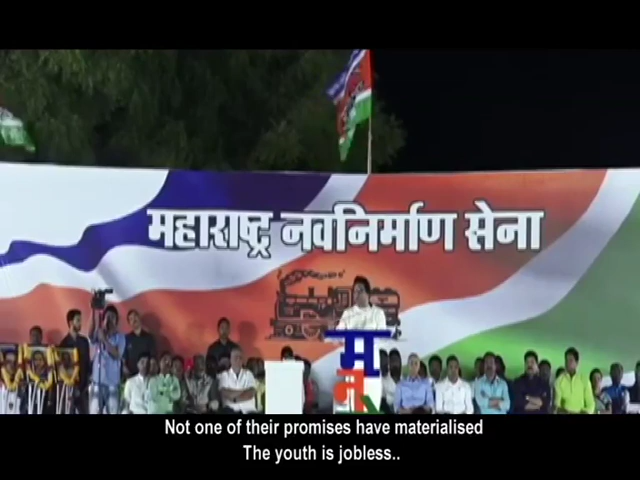 महाराष्ट्र नवनिर्माण सेना
म
Not one of their promises have materialised
The youth is jobless..